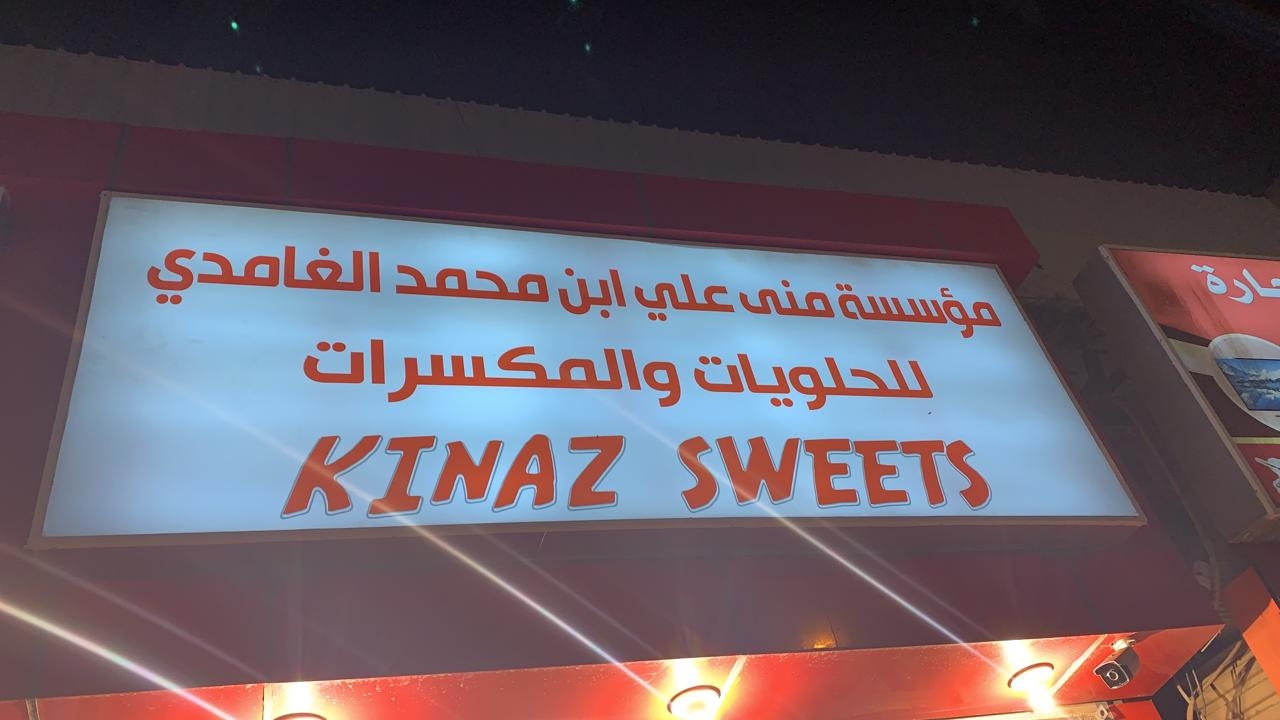 مؤسسة منى علي ابن محمد الغامدي
للحلويات والمكسرات
KINAZ SWEETS